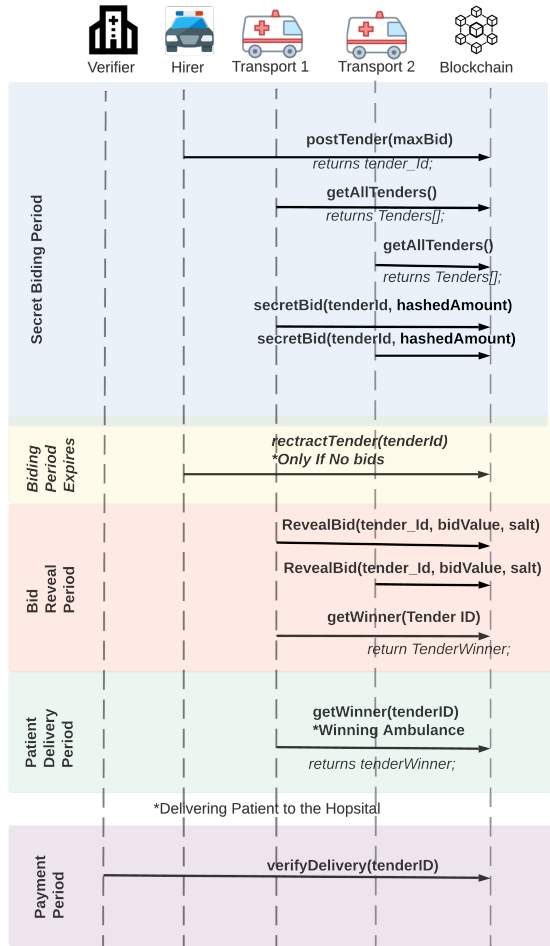 Verifier
Hirer
Transport 1
Transport 2
Blockchain
Secret Biding Period
postTender(maxBid)
returns tender_Id;
getAllTenders()
returns Tenders[];
getAllTenders()
returns Tenders[];
secretBid(tenderId, hashedAmount)
secretBid(tenderId, hashedAmount)
Biding
Period
Expires
rectractTender(tenderId)
*Only If No bids
Bid
Reveal
Period
RevealBid(tender_Id, bidValue, salt)
RevealBid(tender_Id, bidValue, salt)
getWinner(Tender ID)
return TenderWinner;
Patient
Delivery
Period
getWinner(tenderID)
*Winning Ambulance
returns tenderWinner;
*Delivering Patient to the Hopsital
Payment
Period
verifyDelivery(tenderID)